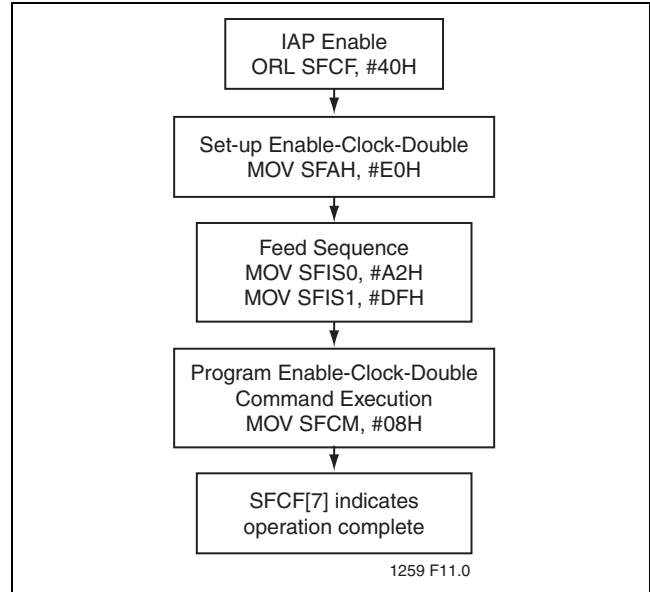 IAP Enable
ORL SFCF, #40H
Set-up Enable-Clock-Double
MOV SFAH, #E0H
Feed Sequence
MOV SFIS0, #A2H
MOV SFIS1, #DFH
Program Enable-Clock-Double
Command Execution
MOV SFCM, #08H
SFCF[7] indicates
operation complete
1259 F11.0